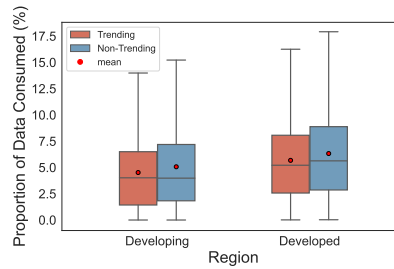 Proportion of Data Consumed (%)
17.5
15.0
12.5
10.0
7.5
5.0
2.5
0.0
Trending
Non-Trending
mean
Developing
Developed
Region